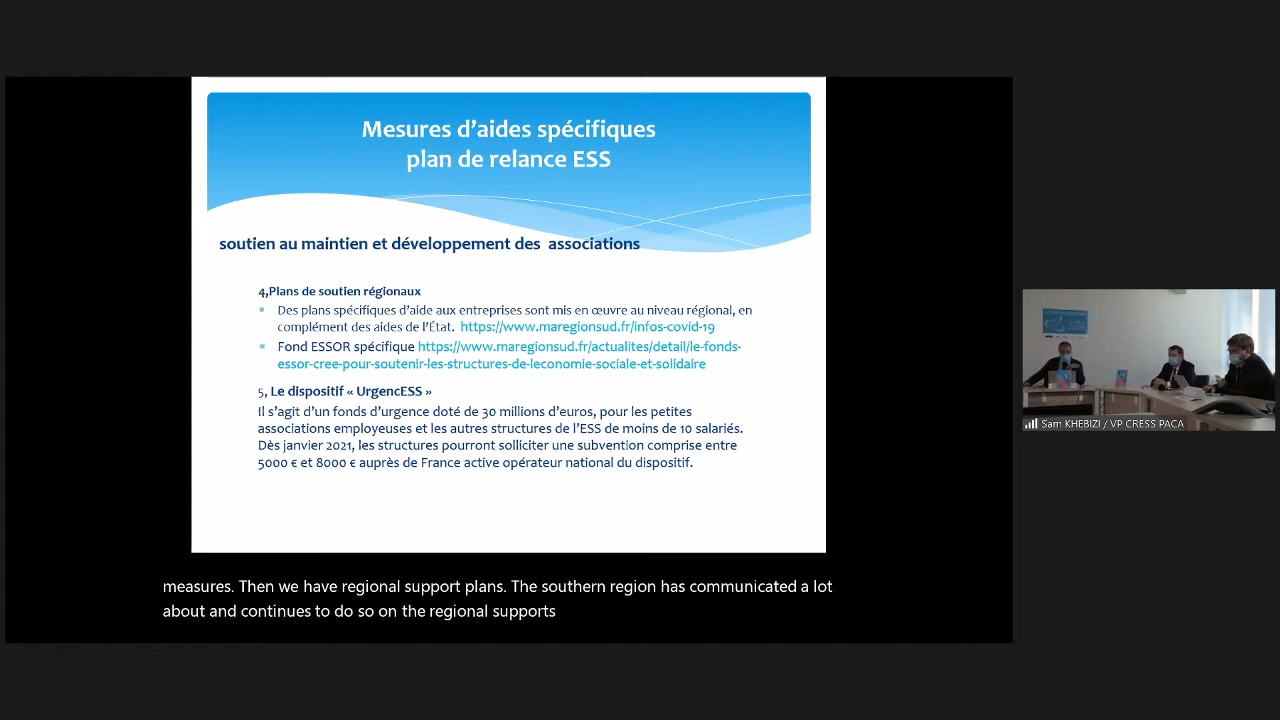 Mesures d’aides spécifiques
plan de relance ESS
soutien au maintien et développement des associations
4,Plans de soutien régionaux
* Des plans spécifiques d’aide aux entreprises sont mis en œuvre au niveau régional, en
complément des aides de l’État. https://www.maregionsud.fr/infos-covid-19
* Fond ESSOR spécifique https://www.maregionsud.fr/actualites/detail/le-fonds-
essor-cree-pour-soutenir-les-structures-de-leconomie-sociale-et-solidaire
5, Le dispositif « UrgencESS »
Il s’agit d’un fonds d’urgence doté de 30 millions d’euros, pour les petites
associations employeuses et les autres structures de l’ESS de moins de 10 salariés.
Dès janvier 2021, les structures pourront solliciter une subvention comprise entre
5000 € et 8000 € auprès de France active opérateur national du dispositif.
Sam KHEBIZI / VP CRESS PACA
measures. Then we have regional support plans. The southern region has communicated a lot
about and continues to do so on the regional supports